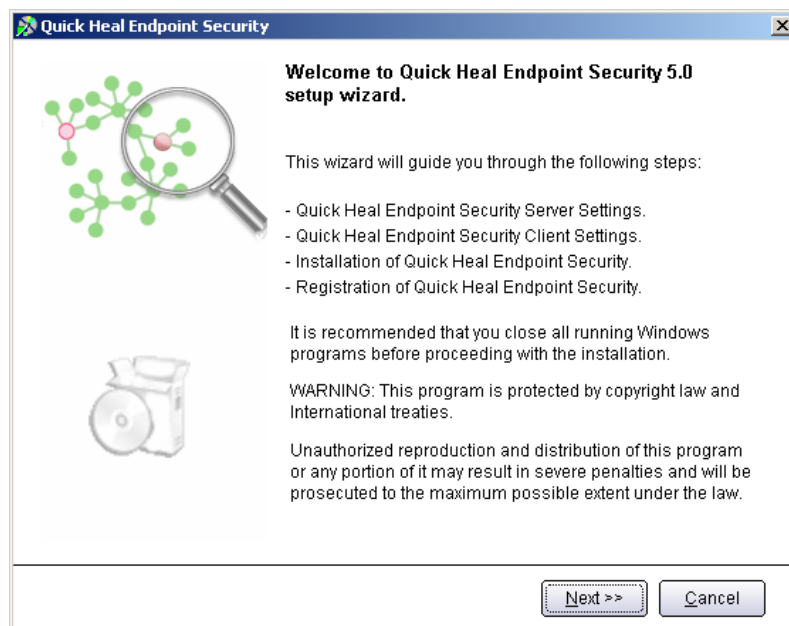 Quick Heal Endpoint Security
Welcome to Quick Heal Endpoint Security 5.0
setup wizard.
This wizard will guide you through the following steps:
- Quick Heal Endpoint Security Server Settings.
- Quick Heal Endpoint Security Client Settings.
- Installation of Quick Heal Endpoint Security.
- Registration of Quick Heal Endpoint Security.
It is recommended that you close all running Windows
programs before proceeding with the installation.
WARNING: This program is protected by copyright law and
International treaties.
Unauthorized reproduction and distribution of this program
or any portion of it may result in severe penalties and will be
prosecuted to the maximum possible extent under the law.
Next >> Cancel